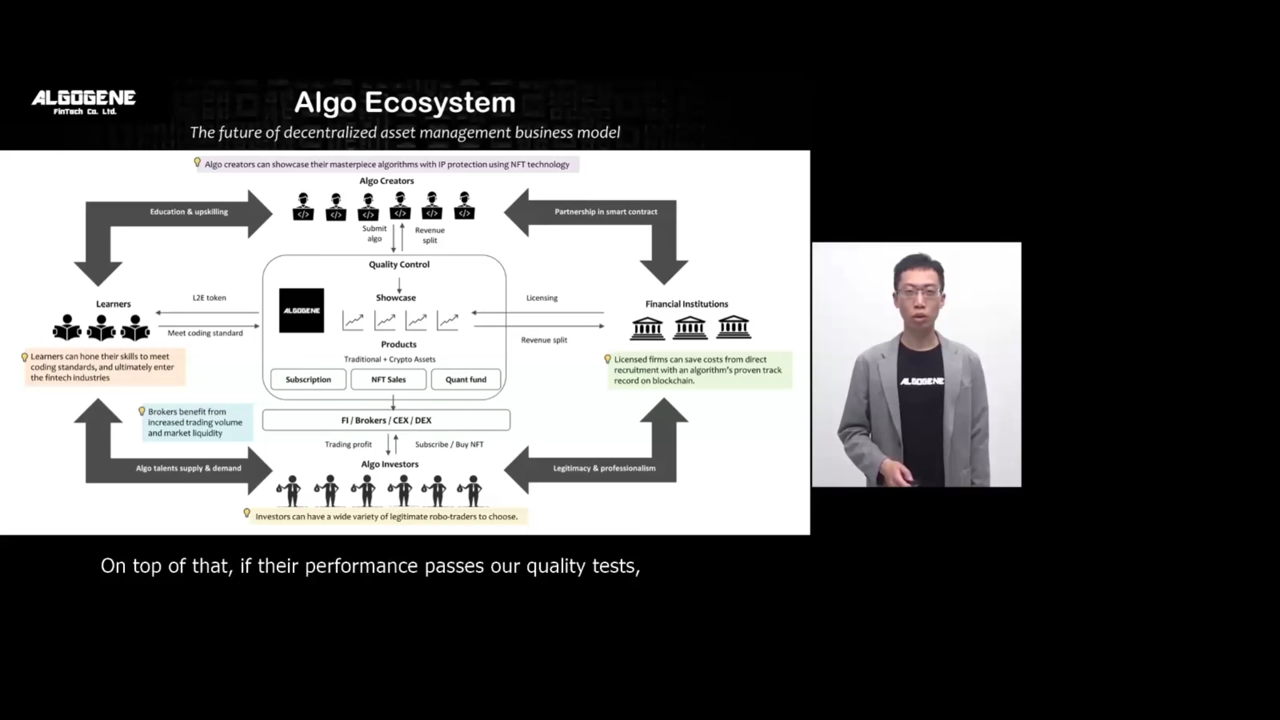 ALGOGENE
FinTech Co. Ltd.
Algo Ecosystem
The future of decentralized asset management business model
Algo creators can showcase their masterpiece algorithms with IP protection using NFT technology
Algo Creators
Education & upskilling
Partnership in smart contract
Submit
algo
Revenue
split
Quality Control
Learners
L2E token
Meet coding standard
ALGOGENE
Showcase
Products
Traditional + Crypto Assets
Subscription
NFT Sales
Quant fund
Licensing
Revenue split
Financial Institutions
Learners can hone their skills to meet
coding standards, and ultimately enter
the fintech industries
Licensed firms can save costs from direct
recruitment with an algorithm's proven track
record on blockchain.
Brokers benefit from
increased trading volume
and market liquidity
FI / Brokers / CEX / DEX
Trading profit
Subscribe / Buy NFT
Algo talents supply & demand
Algo Investors
Legitimacy & professionalism
Investors can have a wide variety of legitimate robo-traders to choose.
ALGOGENE
On top of that, if their performance passes our quality tests,